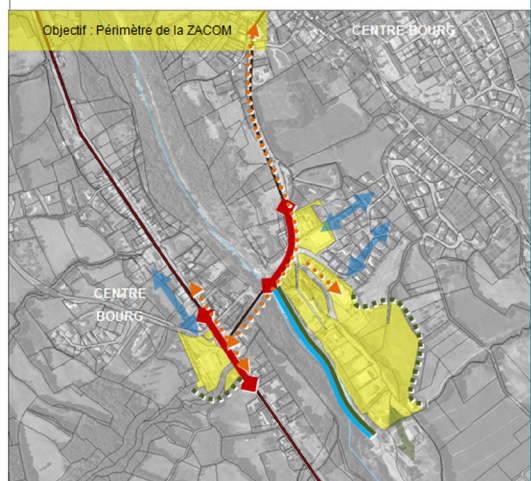 Objectif : Périmètre de la ZACOM
CENTRE-BOURG
CENTRE
BOURG